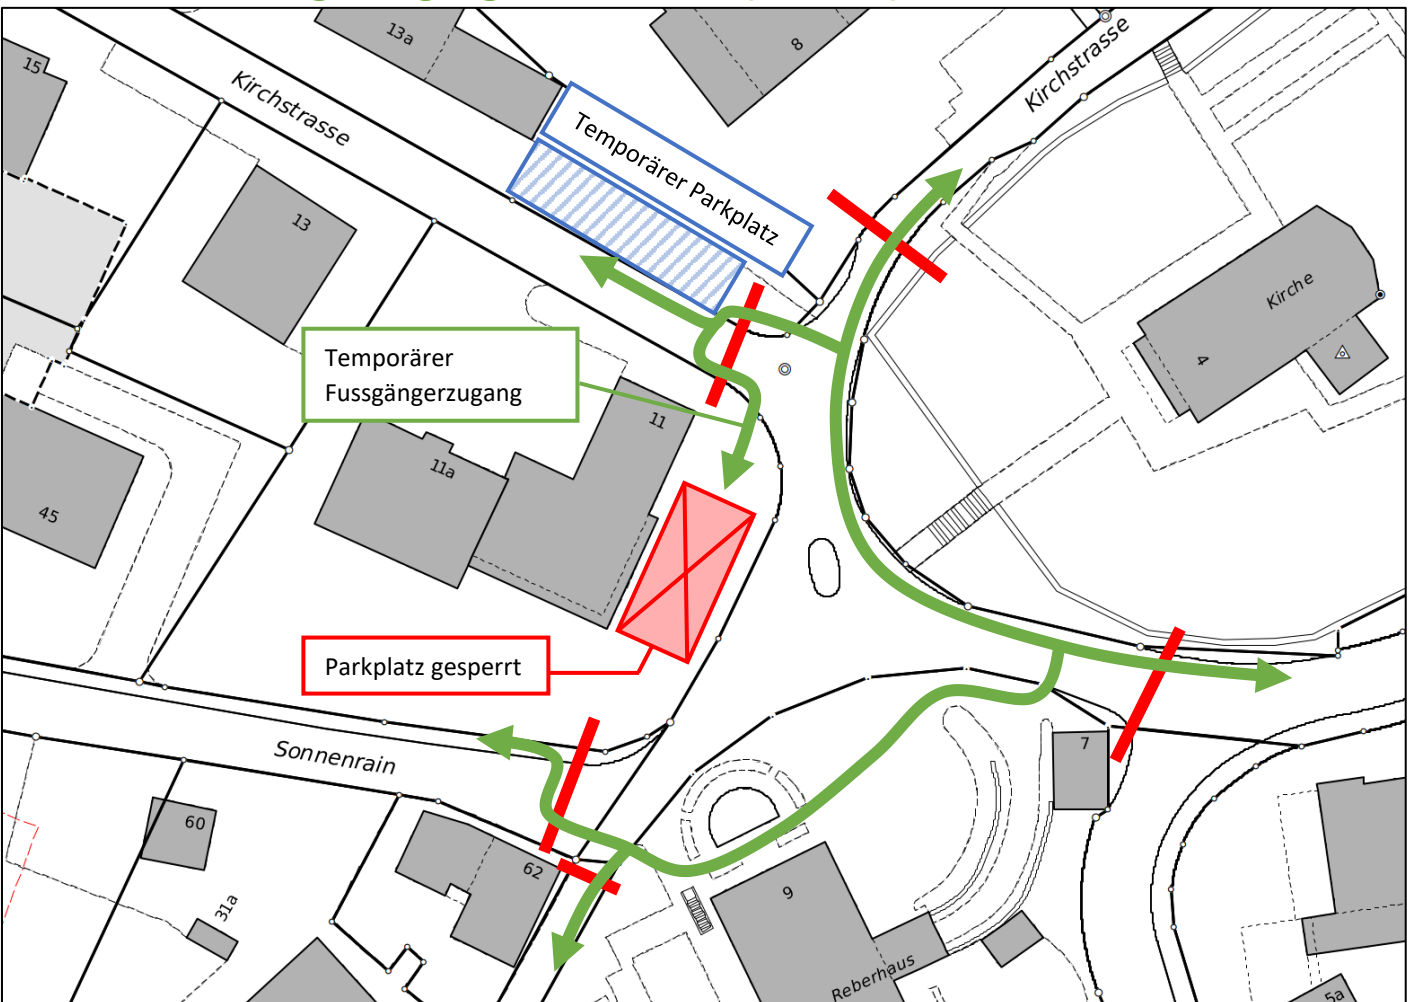 13a
8
Kirchstrasse
15
Kirchstrasse
Temporärer Parkplatz
13
Kirche
4
Temporärer
Fussgängerzugang
11
11a
45
Parkplatz gesperrt
Sonnenrain
7
60
62
31a
9
Reberhaus
5a